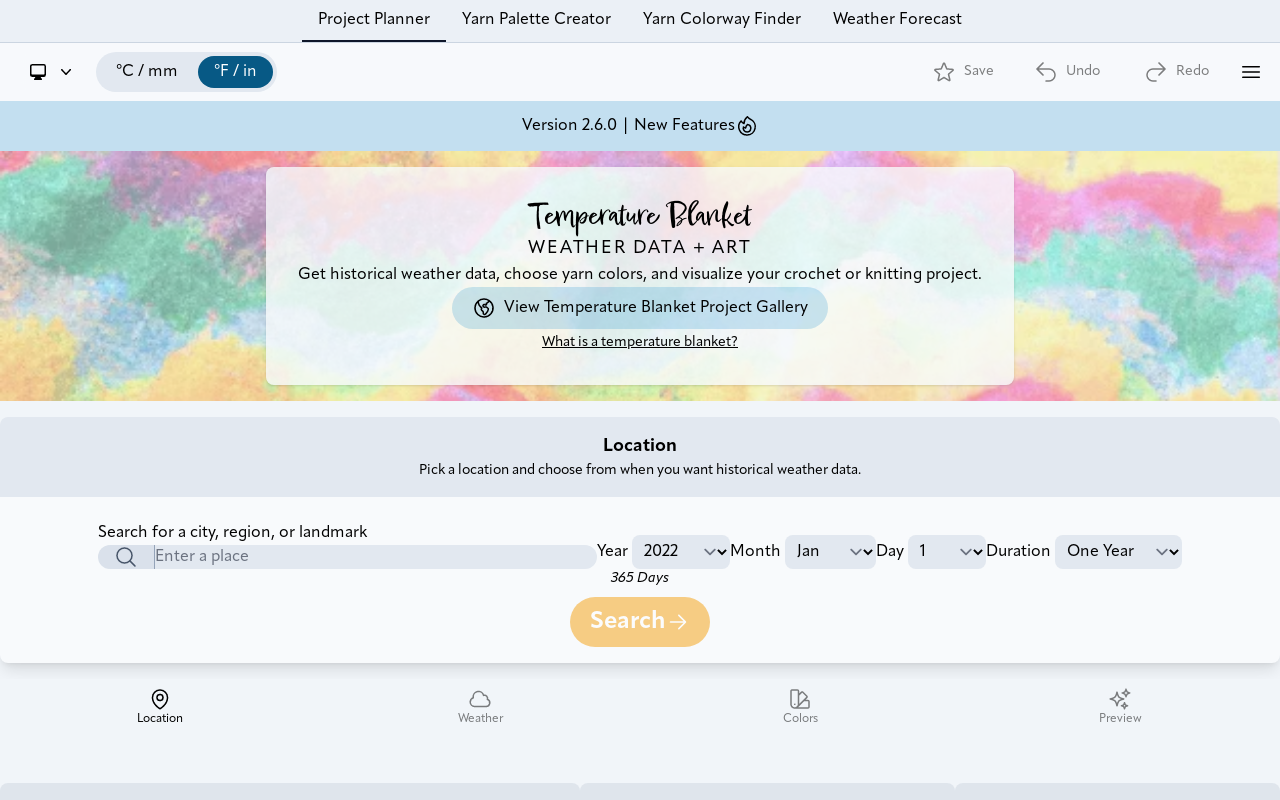 Project Planner
Yarn Palette Creator
Yarn Colorway Finder
Weather Forecast
°C / mm
°F / in
Save
Undo
Redo
Version 2.6.0 | New Features
Temperature Blanket
WEATHER DATA + ART
Get historical weather data, choose yarn colors, and visualize your crochet or knitting project.
View Temperature Blanket Project Gallery
What is a temperature blanket?
Location
Pick a location and choose from when you want historical weather data.
Search for a city, region, or landmark
Enter a place
Year 2022 Month Jan Day 1 Duration One Year
365 Days
Search
Location
Weather
Colors
Preview